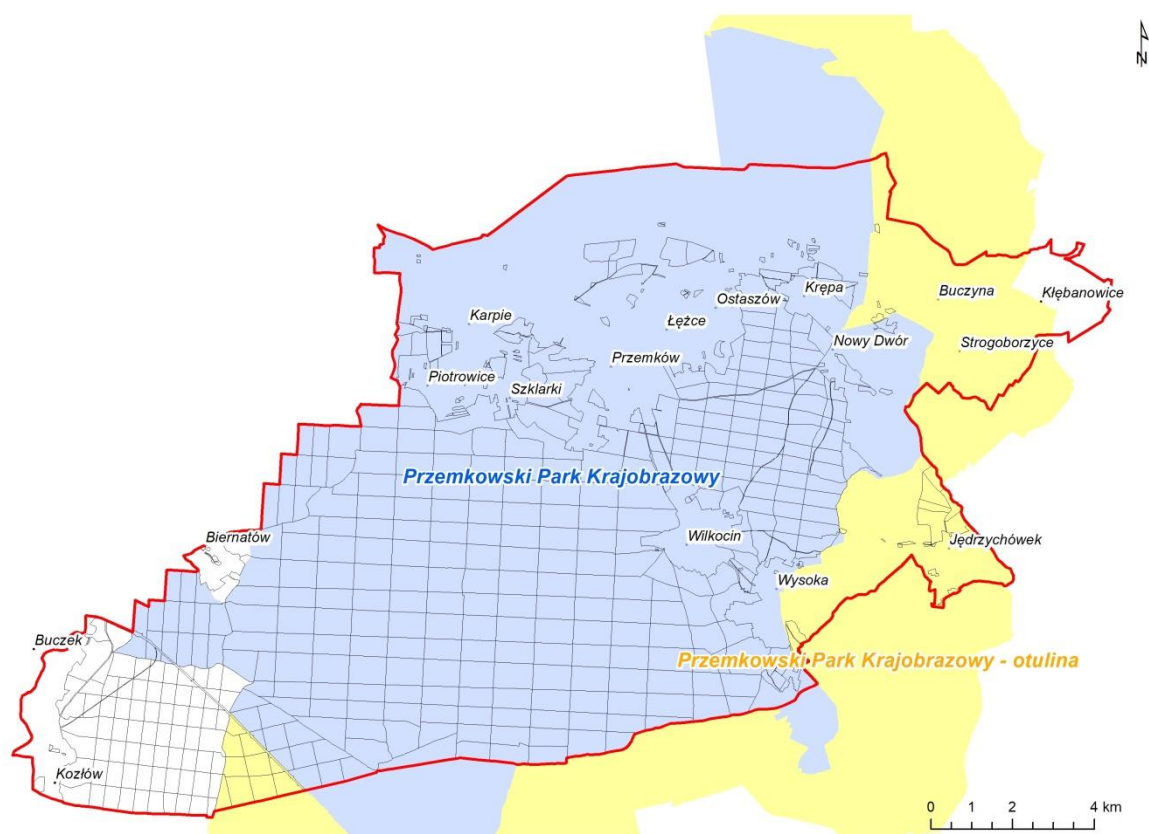 N
Krępa
Buczyna
Kłębanowice
Ostaszów
Karpie
Łężce
Nowy Dwór
Strogoborzyce
Przemków
Piotrowice
Szklarki
Przemkowski Park Krajobrazowy
Biernatów
Wilkocin
Jędrzychówek
Wysoka
Buczek
Przemkowski Park Krajobrazowy - otulina
Kozłów
0 1 2 4 km